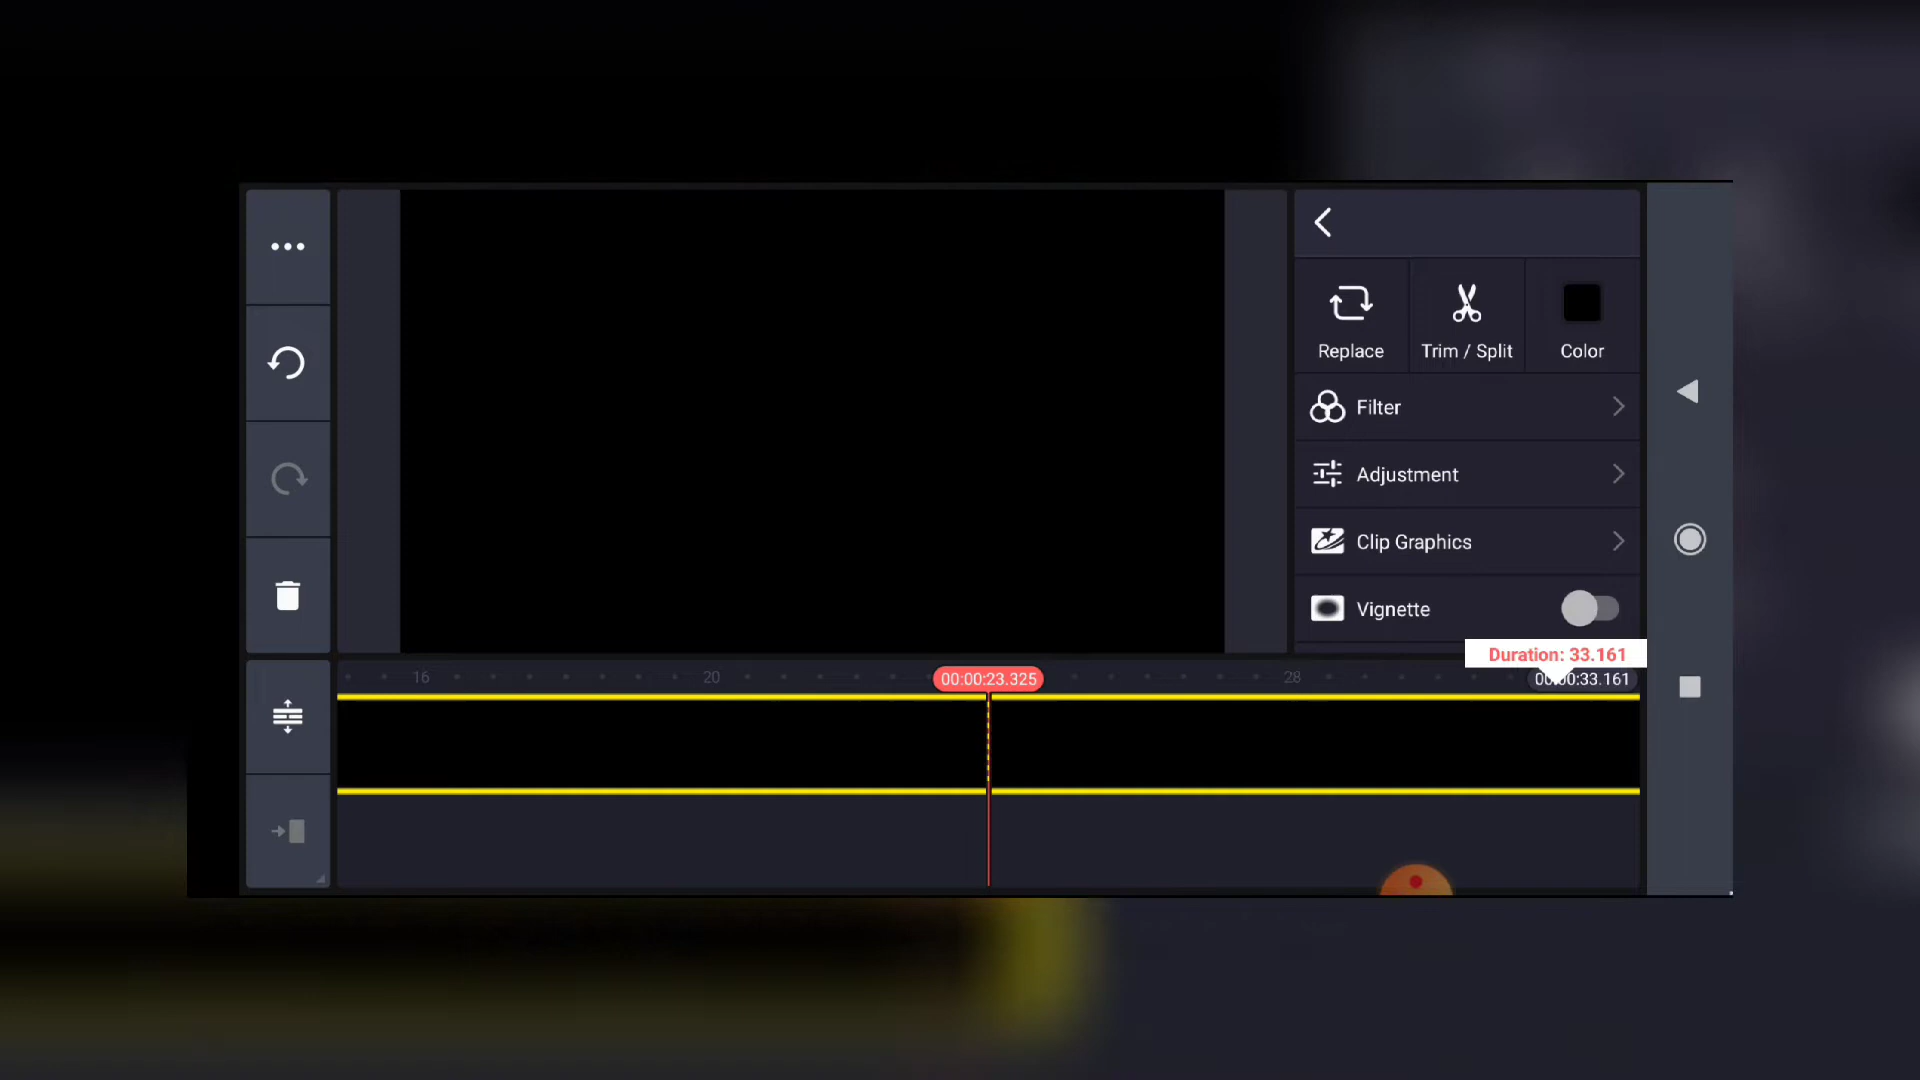 Replace
Trim / Split
Color
Filter
Adjustment
Clip Graphics
Vignette
Duration: 33.161
16
20
00:00:23.325
28
00:00:33.161